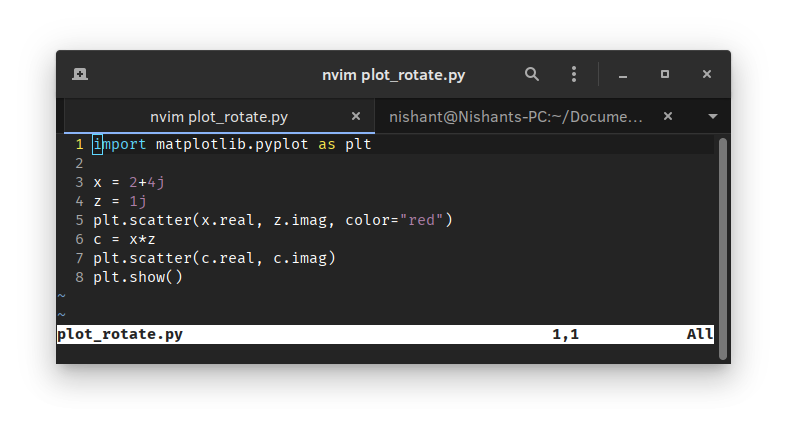 nvim plot_rotate.py
nvim plot_rotate.py × nishant@Nishants-PC:~/Docume... ×
1 import matplotlib.pyplot as plt
2
3 x = 2+4j
4 z = 1j
5 plt.scatter(x.real, z.imag, color="red")
6 c = x*z
7 plt.scatter(c.real, c.imag)
8 plt.show()
~
~
plot_rotate.py 1,1 All